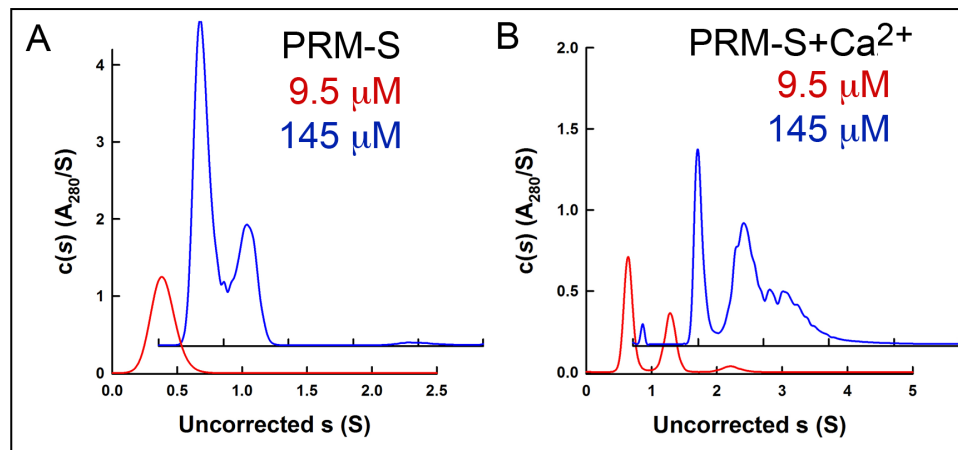 A
PRM-S
9.5 μM
145 μM
c(s) (A₂₈₀/S)
4
3
2
1
0
0.0 0.5 1.0 1.5 2.0 2.5
Uncorrected s (S)
B
PRM-S+Ca²⁺
9.5 μM
145 μM
c(s) (A₂₈₀/S)
2.0
1.5
1.0
0.5
0.0
0 1 2 3 4 5
Uncorrected s (S)